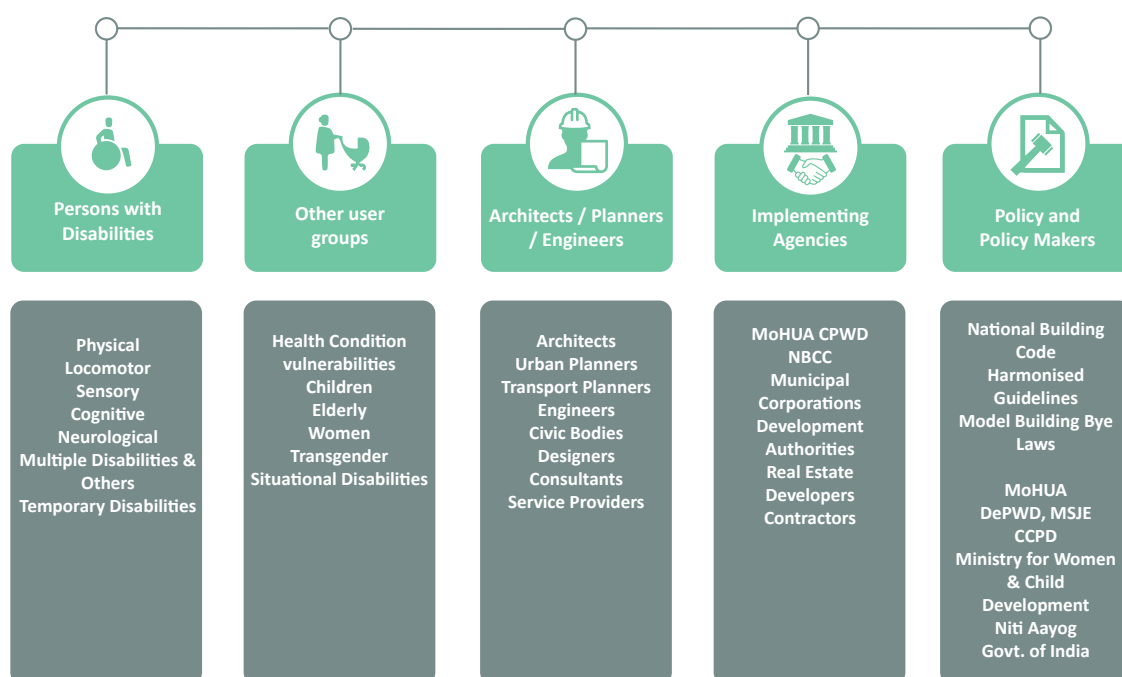 Persons with
Disabilities
Other user
groups
Architects / Planners
/ Engineers
Implementing
Agencies
Policy and
Policy Makers
Physical
Locomotor
Sensory
Cognitive
Neurological
Multiple Disabilities &
Others
Temporary Disabilities
Health Condition
vulnerabilities
Children
Elderly
Women
Transgender
Situational Disabilities
Architects
Urban Planners
Transport Planners
Engineers
Civic Bodies
Designers
Consultants
Service Providers
MoHUA CPWD
NBCC
Municipal
Corporations
Development
Authorities
Real Estate
Developers
Contractors
National Building
Code
Harmonised
Guidelines
Model Building Bye
Laws
MoHUA
DePWD, MSJE
CCPD
Ministry for Women
& Child
Development
Niti Aayog
Govt. of India